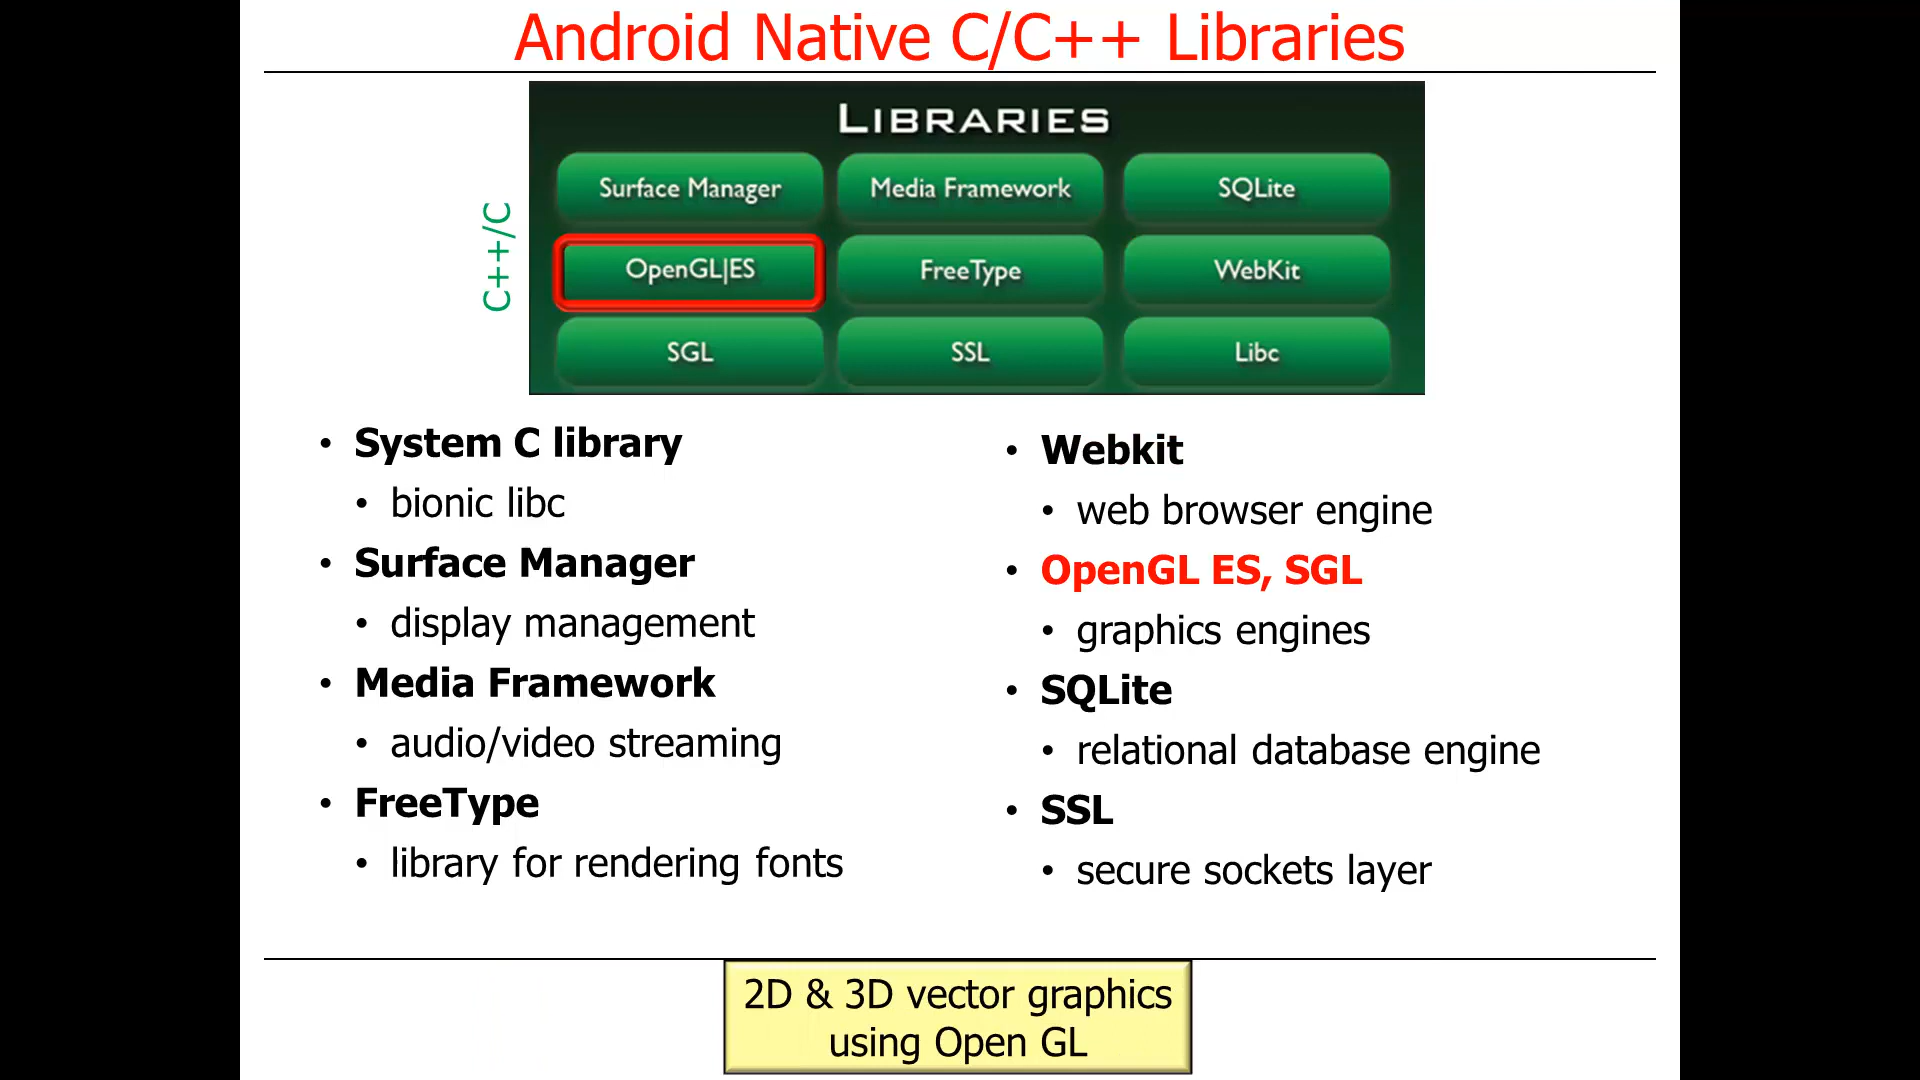 Android Native C/C++ Libraries
LIBRARIES
C++/C
Surface Manager
Media Framework
SQLite
OpenGL|ES
FreeType
WebKit
SGL
SSL
Libc
• System C library
• bionic libc
• Surface Manager
• display management
• Media Framework
• audio/video streaming
• FreeType
• library for rendering fonts
• Webkit
• web browser engine
• OpenGL ES, SGL
• graphics engines
• SQLite
• relational database engine
• SSL
• secure sockets layer
2D & 3D vector graphics
using Open GL